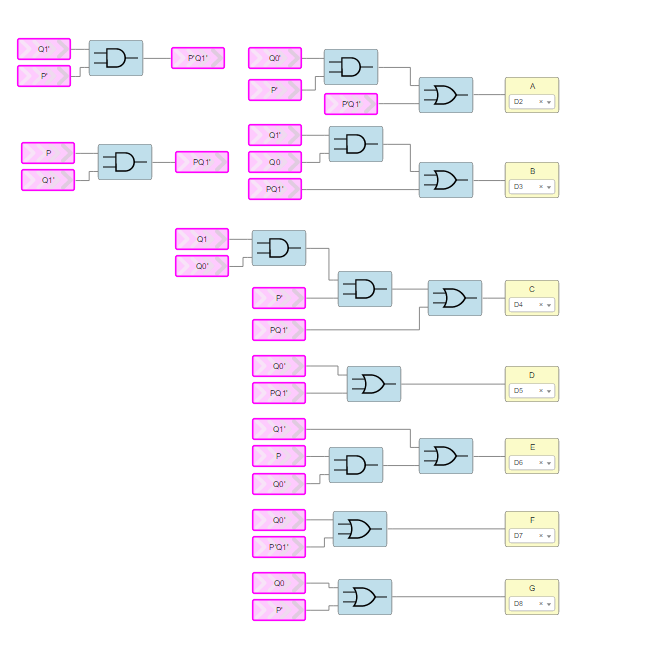 Q1'
P'
P'Q1'
Q0'
P'
P'Q1'
A
D2 ×
P
Q1'
PQ1'
Q1'
Q0
PQ1'
B
D3 ×
Q1
Q0'
P'
PQ1'
C
D4 ×
Q0'
PQ1'
D
D5 ×
Q1'
P
Q0'
E
D6 ×
Q0'
P'Q1'
F
D7 ×
Q0
P'
G
D8 ×